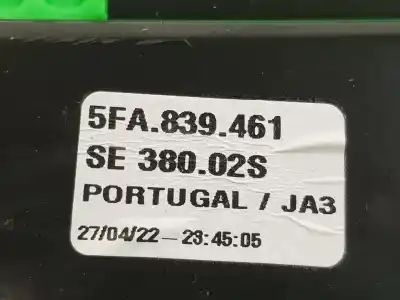 5FA.839.461
SE 380.02S
PORTUGAL / JA3
27/04/22-23:45:05